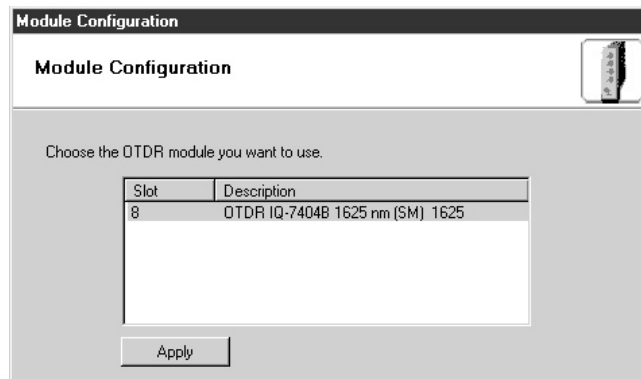 Module Configuration
Module Configuration
Choose the OTDR module you want to use.
Slot Description
8 OTDR IQ-7404B 1625 nm (SM) 1625
Apply